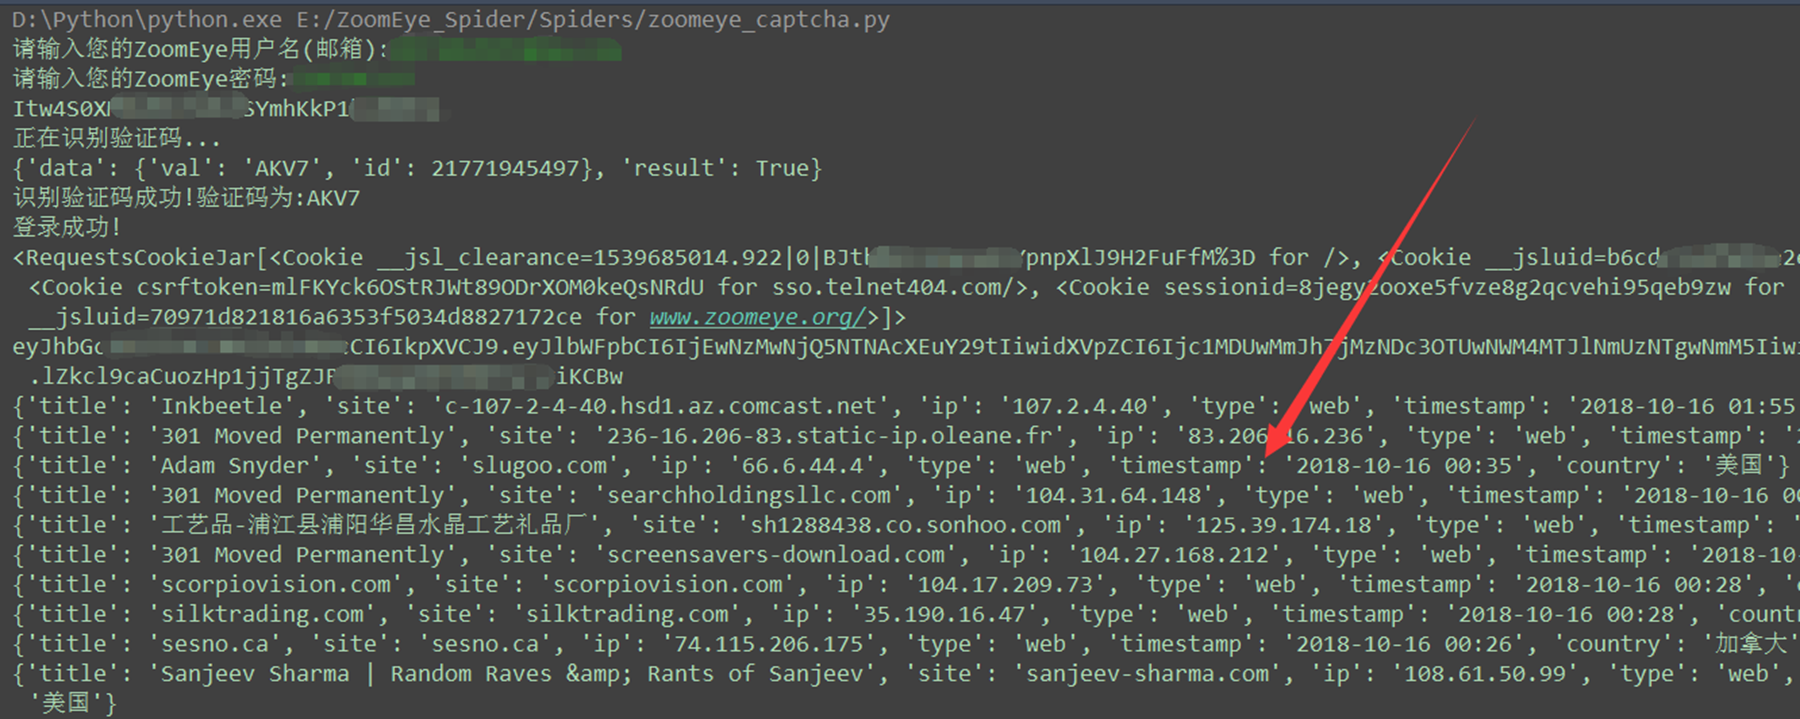 D:\Python\python.exe E:/ZoomEye_Spider/Spiders/zoomeye_captcha.py
请输入您的ZoomEye用户名(邮箱):
请输入您的ZoomEye密码:
Itw4S0X SYmhKkP1
正在识别验证码...
{'data': {'val': 'AKV7', 'id': 21771945497}, 'result': True}
识别验证码成功!验证码为:AKV7
登录成功!
<RequestsCookieJar[<Cookie __jsl_clearance=1539685014.922|0|BJt ypnpXlJ9H2FuFfM%3D for />, <Cookie __jsluid=b6cd
<Cookie csrftoken=mlFKYck6OStRJWt89ODrXOM0keQsNRdU for sso.telnet404.com/>, <Cookie sessionid=8jegy2ooxe5fvze8g2qcvehi95qeb9zw for
__jsluid=70971d821816a6353f5034d8827172ce for www.zoomeye.org/>]>
eyJhbGc CI6IkpXVCJ9.eyJlbWFpbCI6IjEwNzMwNjQ5NTNAcXEuY29tIiwidXVpZCI6Ijc1MDUwMmJh jMzNDc3OTUwNWM4MTJlNmUzNTgwNmM5Iiwi
.lZkcl9caCuozHp1jjTgZJF iKCBw
{'title': 'Inkbeetle', 'site': 'c-107-2-4-40.hsd1.az.comcast.net', 'ip': '107.2.4.40', 'type': 'web', 'timestamp': '2018-10-16 01:55
{'title': '301 Moved Permanently', 'site': '236-16.206-83.static-ip.oleane.fr', 'ip': '83.206.16.236', 'type': 'web', 'timestamp': '
{'title': 'Adam Snyder', 'site': 'slugoo.com', 'ip': '66.6.44.4', 'type': 'web', 'timestamp': '2018-10-16 00:35', 'country': '美国'}
{'title': '301 Moved Permanently', 'site': 'searchholdingsllc.com', 'ip': '104.31.64.148', 'type': 'web', 'timestamp': '2018-10-16 0
{'title': '工艺品-浦江县浦阳华昌水晶工艺礼品厂', 'site': 'sh1288438.co.sonhoo.com', 'ip': '125.39.174.18', 'type': 'web', 'timestamp': '
{'title': '301 Moved Permanently', 'site': 'screensavers-download.com', 'ip': '104.27.168.212', 'type': 'web', 'timestamp': '2018-10-
{'title': 'scorpiovision.com', 'site': 'scorpiovision.com', 'ip': '104.17.209.73', 'type': 'web', 'timestamp': '2018-10-16 00:28', '
{'title': 'silktrading.com', 'site': 'silktrading.com', 'ip': '35.190.16.47', 'type': 'web', 'timestamp': '2018-10-16 00:28', 'count
{'title': 'sesno.ca', 'site': 'sesno.ca', 'ip': '74.115.206.175', 'type': 'web', 'timestamp': '2018-10-16 00:26', 'country': '加拿大'
{'title': 'Sanjeev Sharma | Random Raves &amp; Rants of Sanjeev', 'site': 'sanjeev-sharma.com', 'ip': '108.61.50.99', 'type': 'web',
'美国'}